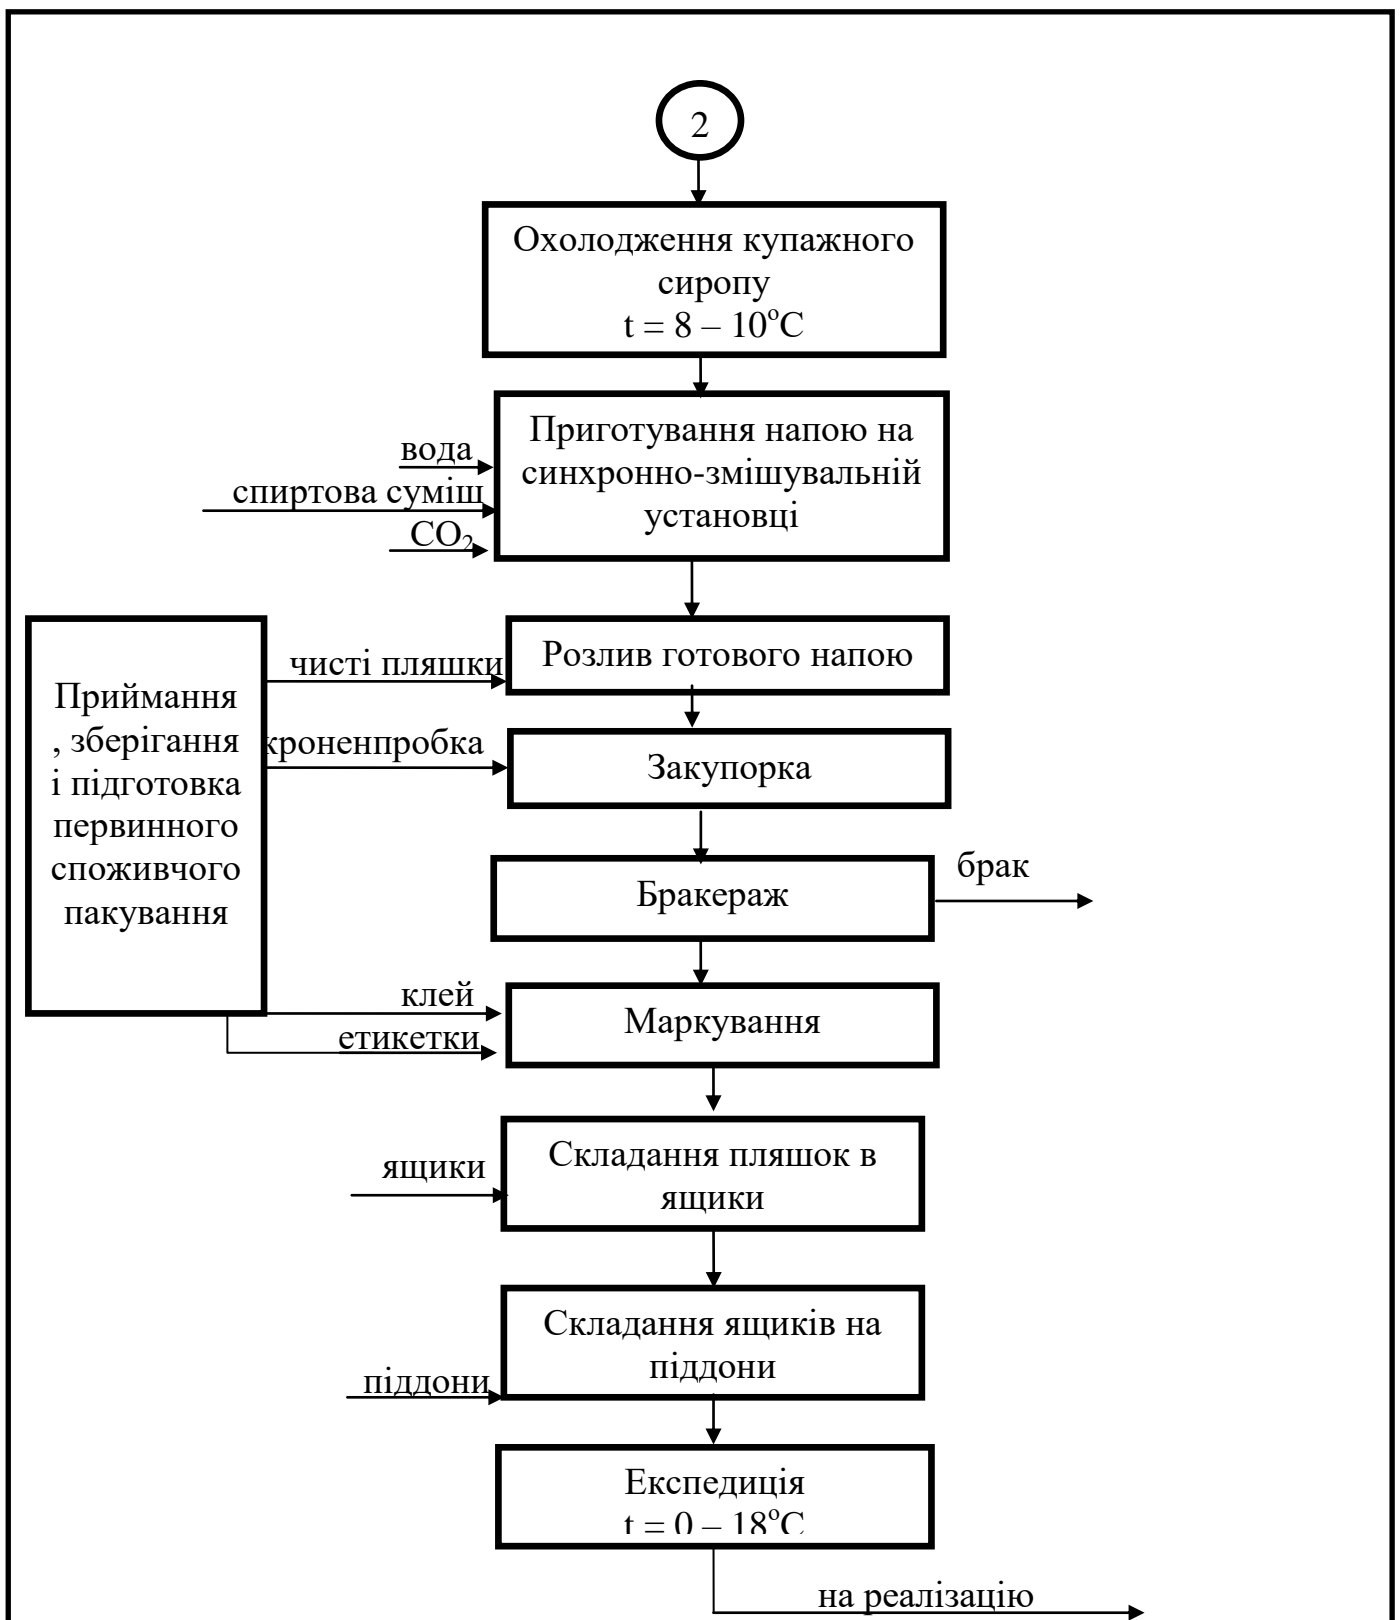 2
Охолодження купажного
сиропу
t = 8 – 10°С
Приготування напою на
синхронно-змішувальній
установці
вода
спиртова суміш
СО₂
Приймання
, зберігання
і підготовка
первинного
споживчого
пакування
чисті пляшки
Розлив готового напою
кроненпробка
Закупорка
Бракераж
брак
клей
етикетки
Маркування
ящики
Складання пляшок в
ящики
Складання ящиків на
піддони
піддони
Експедиція
t = 0 – 18°С
на реалізацію